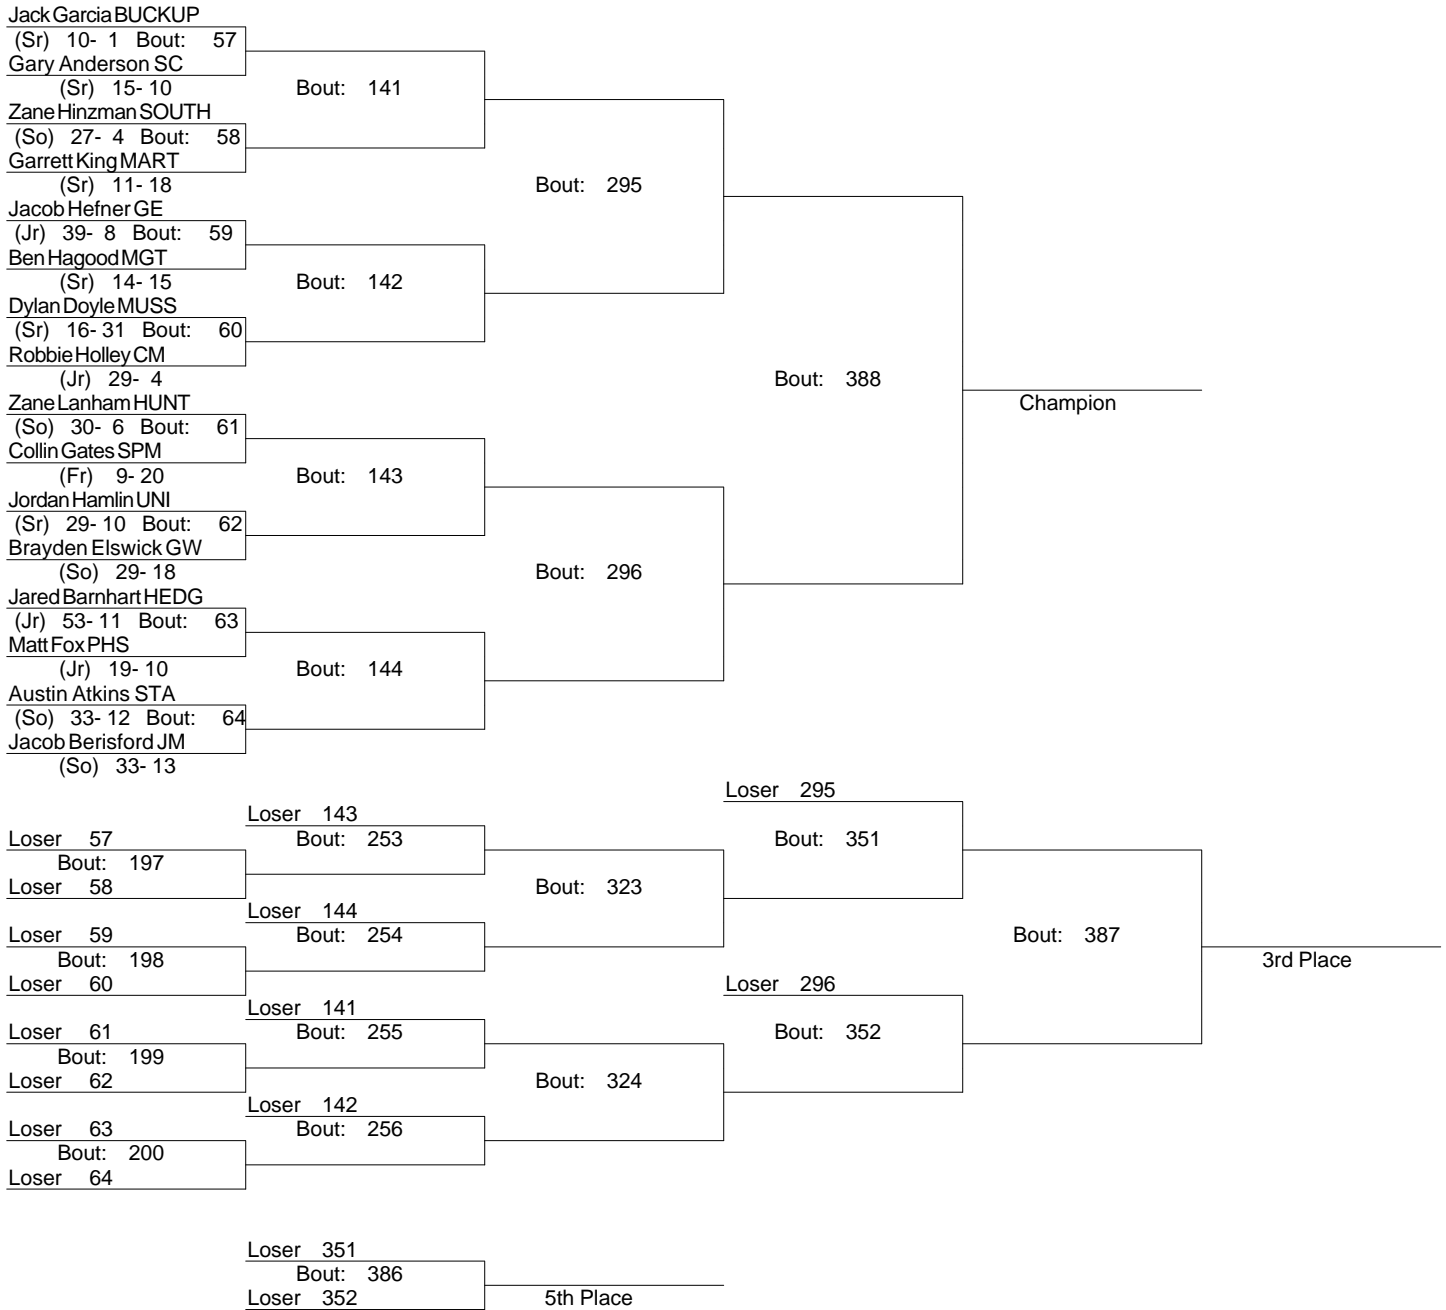 Jack Garcia BUCKUP
(Sr) 10- 1 Bout: 57
Gary Anderson SC
(Sr) 15- 10
Bout: 141
Zane Hinzman SOUTH
(So) 27- 4 Bout: 58
Garrett King MART
(Sr) 11- 18
Bout: 295
Jacob Hefner GE
(Jr) 39- 8 Bout: 59
Ben Hagood MGT
(Sr) 14- 15
Bout: 142
Dylan Doyle MUSS
(Sr) 16- 31 Bout: 60
Robbie Holley CM
(Jr) 29- 4
Bout: 388
Champion
Zane Lanham HUNT
(So) 30- 6 Bout: 61
Collin Gates SPM
(Fr) 9- 20
Bout: 143
Jordan Hamlin UNI
(Sr) 29- 10 Bout: 62
Brayden Elswick GW
(So) 29- 18
Bout: 296
Jared Barnhart HEDG
(Jr) 53- 11 Bout: 63
Matt Fox PHS
(Jr) 19- 10
Bout: 144
Austin Atkins STA
(So) 33- 12 Bout: 64
Jacob Berisford JM
(So) 33- 13
Loser 295
Loser 143
Loser 57
Bout: 253
Bout: 351
Bout: 197
Loser 58
Bout: 323
Loser 144
Loser 59
Bout: 254
Bout: 387
Bout: 198
3rd Place
Loser 60
Loser 296
Loser 141
Loser 61
Bout: 255
Bout: 352
Bout: 199
Loser 62
Bout: 324
Loser 142
Loser 63
Bout: 256
Bout: 200
Loser 64
Loser 351
Bout: 386
Loser 352
5th Place